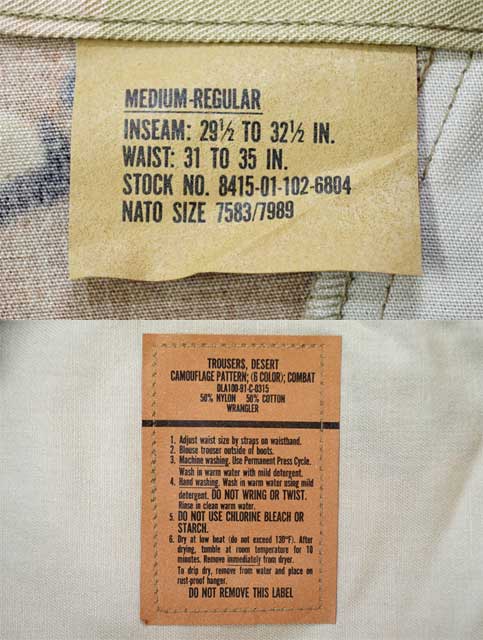 MEDIUM-REGULAR
INSEAM: 29½ TO 32½ IN.
WAIST: 31 TO 35 IN.
STOCK NO. 8415-01-102-6804
NATO SIZE 7583/7989
TROUSERS, DESERT
CAMOUFLAGE PATTERN; (6 COLOR); COMBAT
DLA100-91-C-0315
50% NYLON 50% COTTON
WRANGLER
1. Adjust waist size by straps on waistband.
2. Blouse trouser outside of boots.
3. Machine washing. Use Permanent Press Cycle.
Wash in warm water with mild detergent.
4. Hand washing. Wash in warm water using mild
detergent. DO NOT WRING OR TWIST.
Rinse in clean warm water.
5. DO NOT USE CHLORINE BLEACH OR
STARCH.
6. Dry at low heat (do not exceed 130°F). After
drying, tumble at room temperature for 10
minutes. Remove immediately from dryer.
To drip dry, remove from water and place on
rust-proof hanger.
DO NOT REMOVE THIS LABEL